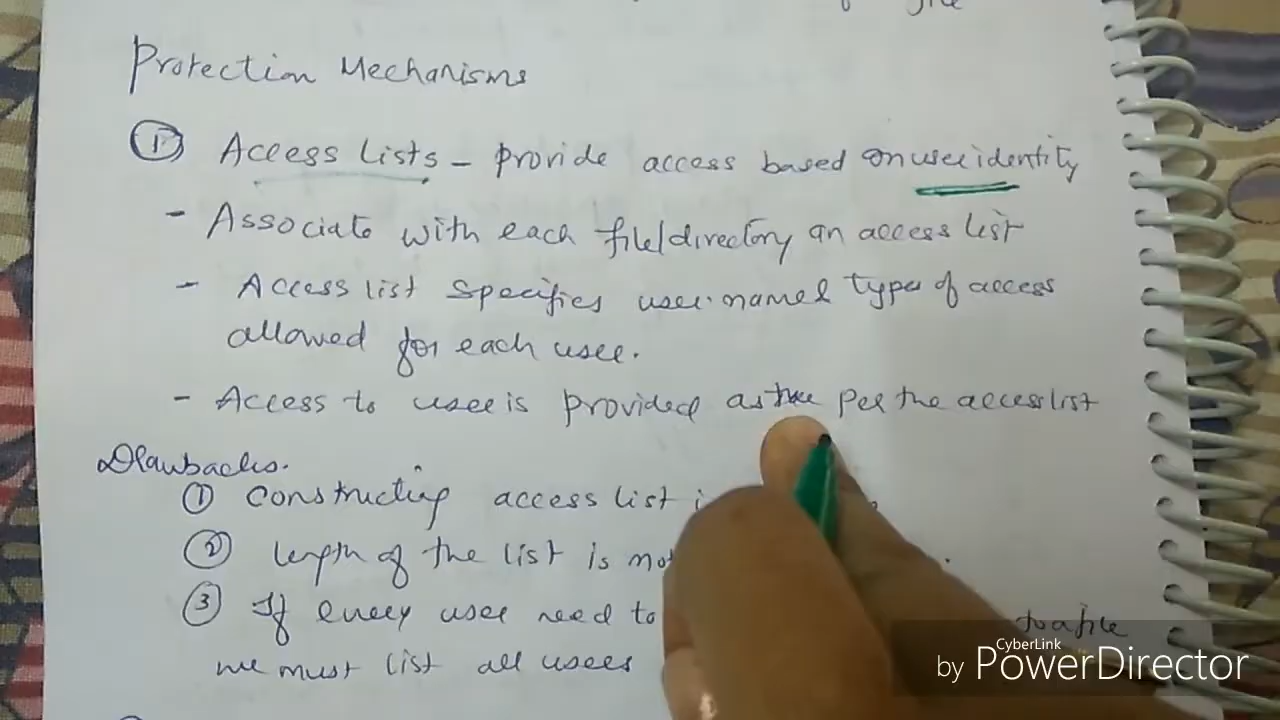 Protection Mechanisms
① Access Lists - provide access based on user identity
- Associate with each file/directory an access list
- Access list specifies user name & types of access
allowed for each user.
- Access to user is provided as per the access list
Drawbacks.
① Constructing access list
② length of the list is
③ If every user need to to a file
we must list all users
CyberLink
by PowerDirector